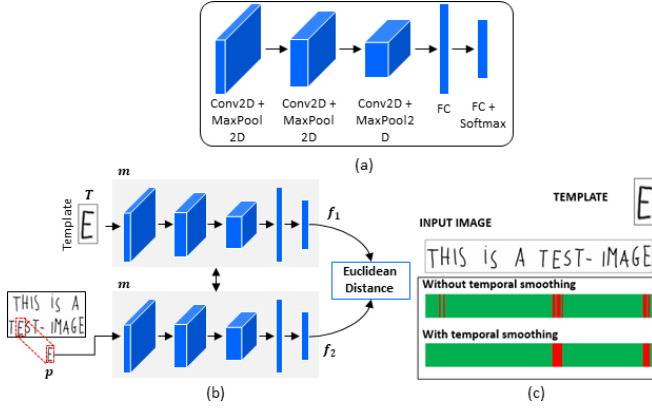 Conv2D +
MaxPool
2D
Conv2D +
MaxPool
2D
Conv2D +
MaxPool2
D
FC
FC +
Softmax
(a)
m
T
Template
E
f1
Euclidean
Distance
m
THIS IS A
TEST-IMAGE
E
p
f2
(b)
TEMPLATE
E
INPUT IMAGE
THIS IS A TEST-IMAGE
Without temporal smoothing
With temporal smoothing
(c)